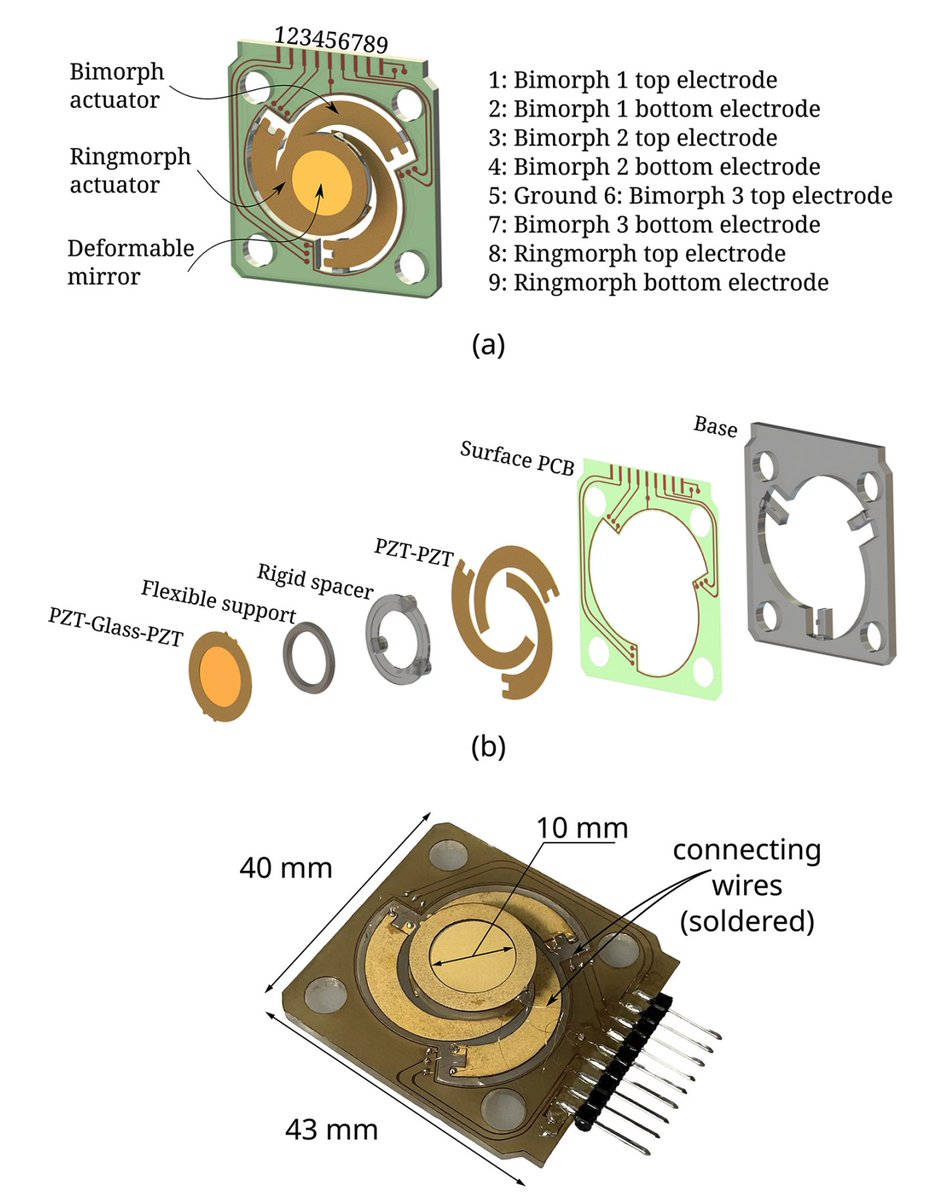 123456789
Bimorph
actuator
Ringmorph
actuator
Deformable
mirror
1: Bimorph 1 top electrode
2: Bimorph 1 bottom electrode
3: Bimorph 2 top electrode
4: Bimorph 2 bottom electrode
5: Ground 6: Bimorph 3 top electrode
7: Bimorph 3 bottom electrode
8: Ringmorph top electrode
9: Ringmorph bottom electrode
(a)
Base
Surface PCB
PZT-PZT
Rigid spacer
Flexible support
PZT-Glass-PZT
(b)
10 mm
40 mm
connecting
wires
(soldered)
43 mm